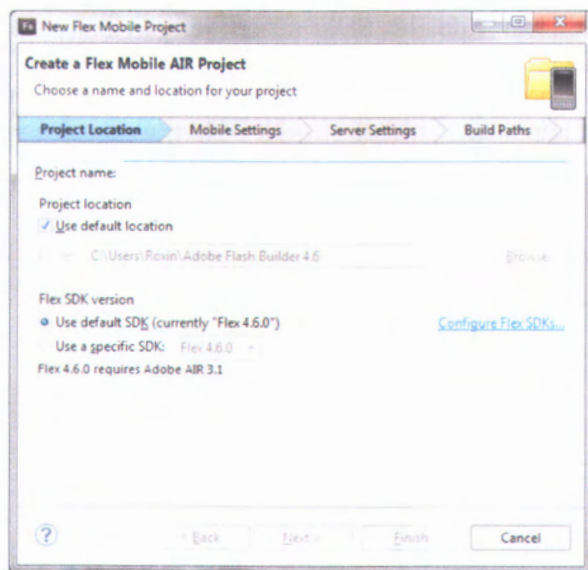 Fb New Flex Mobile Project
Create a Flex Mobile AIR Project
Choose a name and location for your project
Project Location Mobile Settings Server Settings Build Paths
Project name:
Project location
Use default location
C:\Users\Roxin\Adobe Flash Builder 4.6 Browse
Flex SDK version
Use default SDK (currently "Flex 4.6.0") Configure Flex SDKs...
Use a specific SDK: Flex 4.6.0
Flex 4.6.0 requires Adobe AIR 3.1
? < Back Next > Finish Cancel